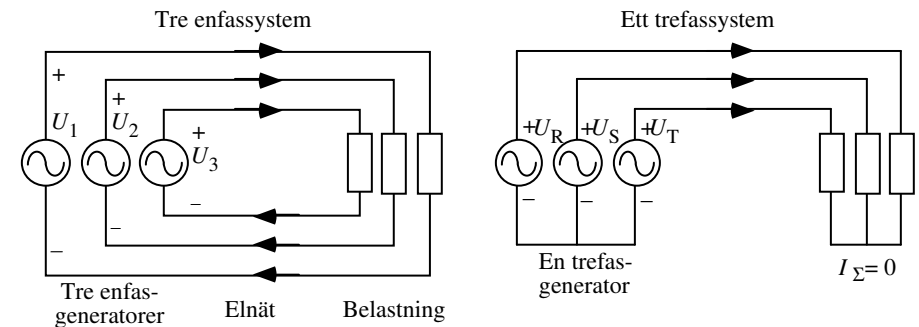 Tre enfassystem
+
+
U1
U2
+
U3
–
–
–
Tre enfas-
generatorer
Elnät
Belastning
Ett trefassystem
+UR
+US
+UT
–
–
–
En trefas-
generator
IΣ= 0